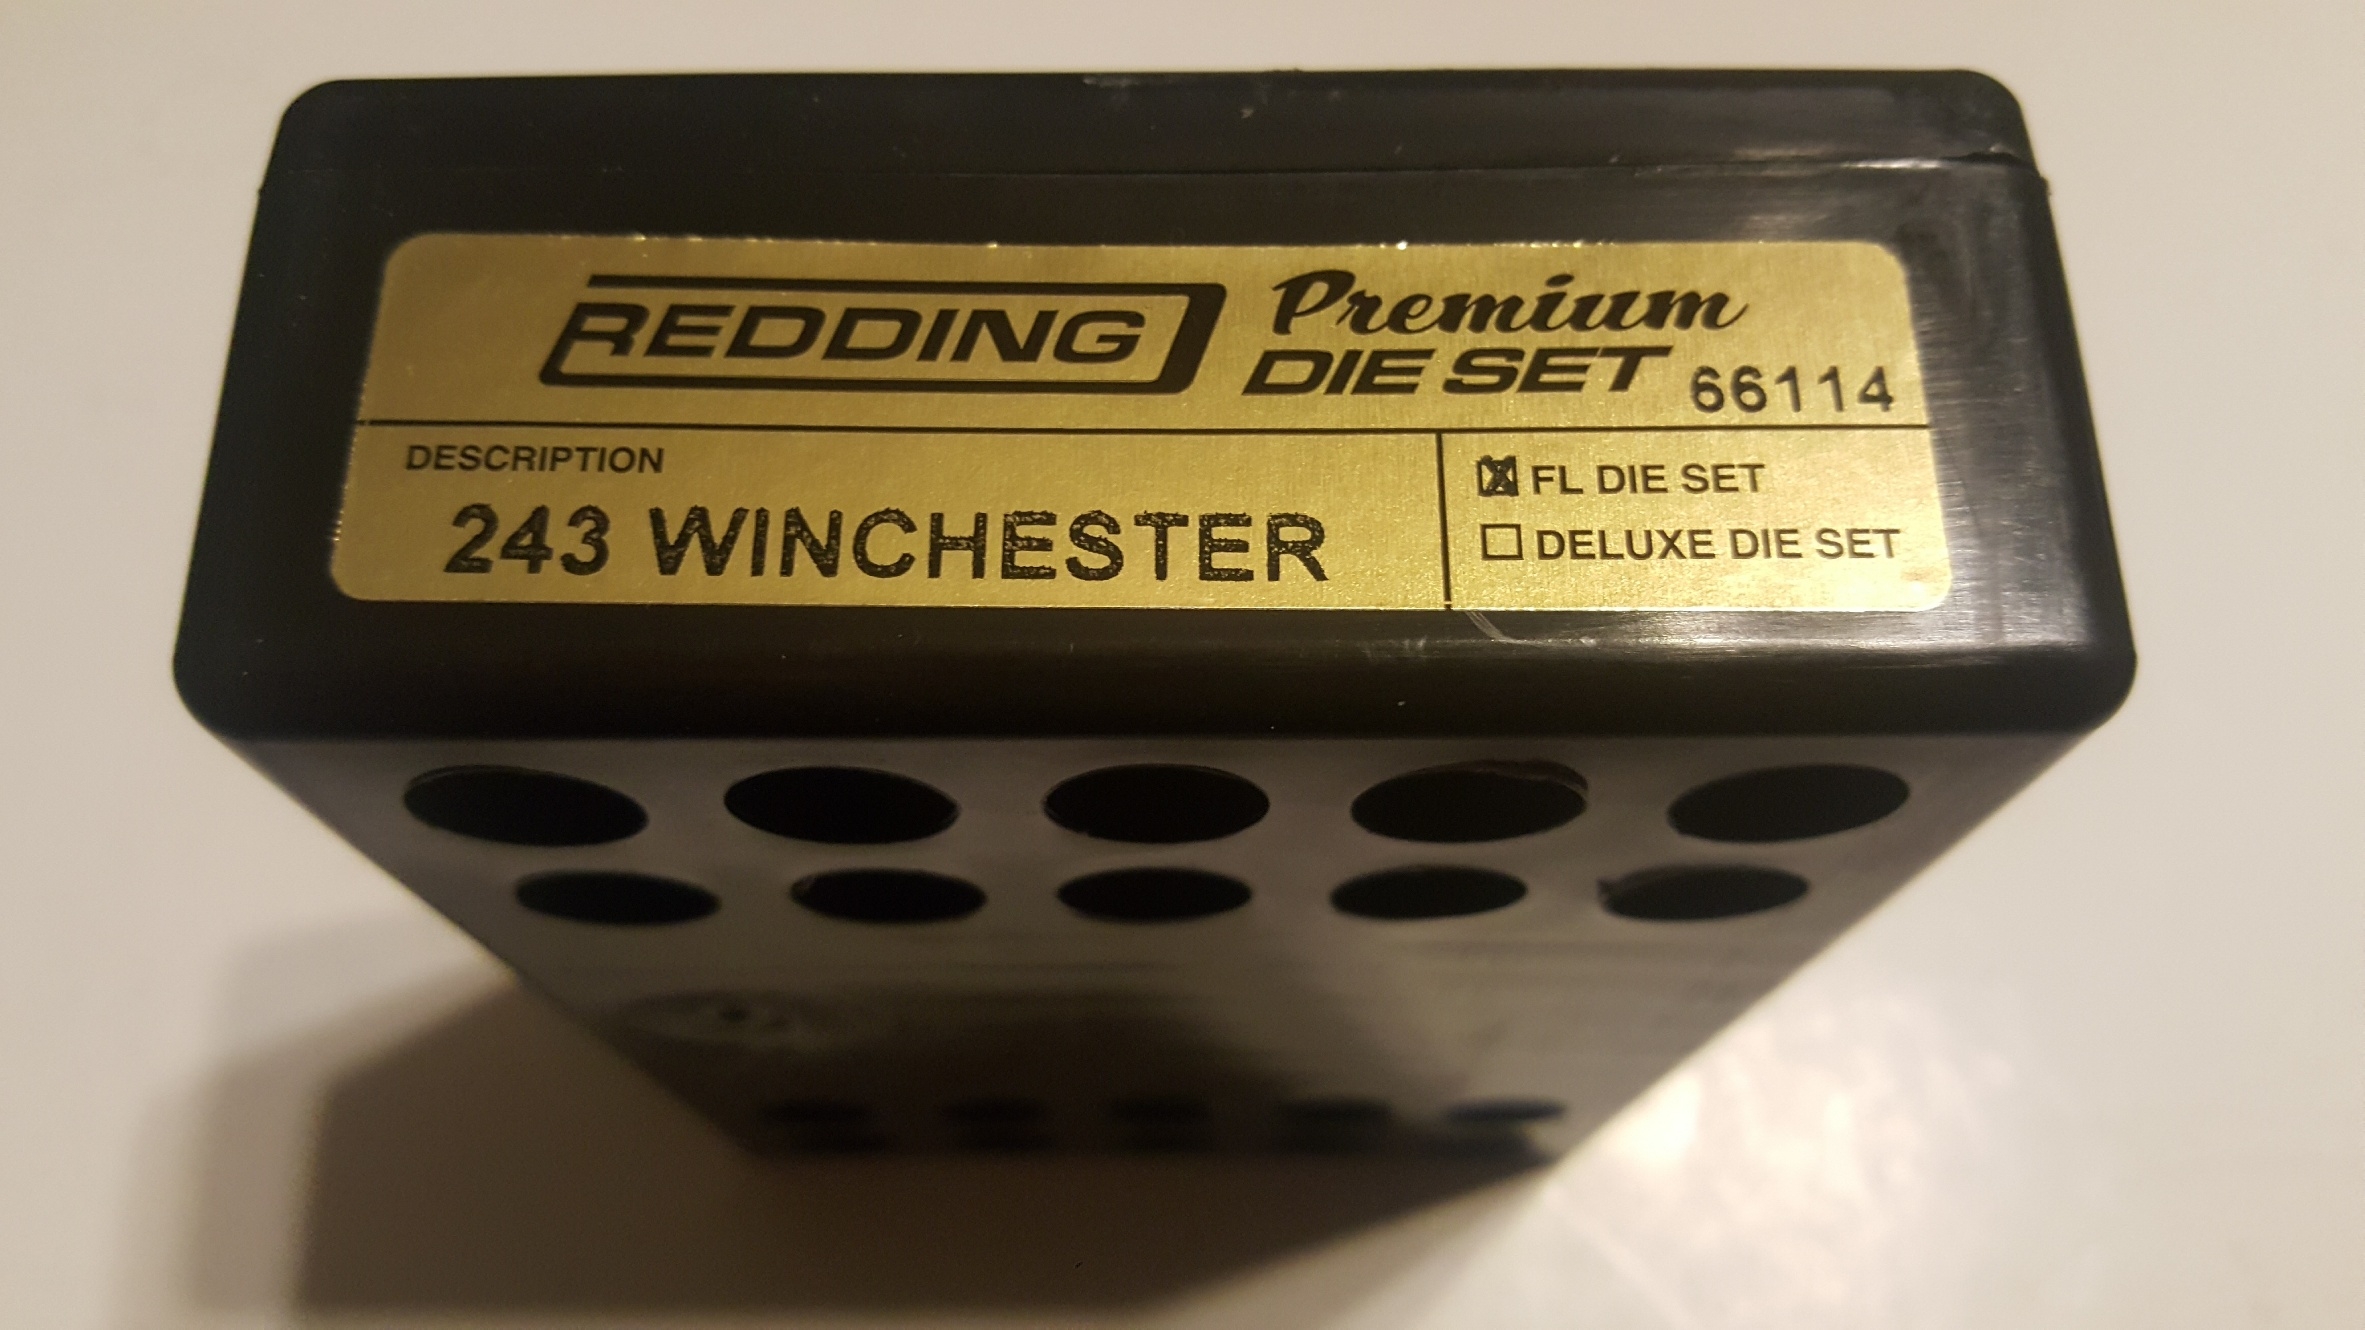 REDDING Premium
DIE SET 66114
DESCRIPTION
243 WINCHESTER
FL DIE SET
DELUXE DIE SET